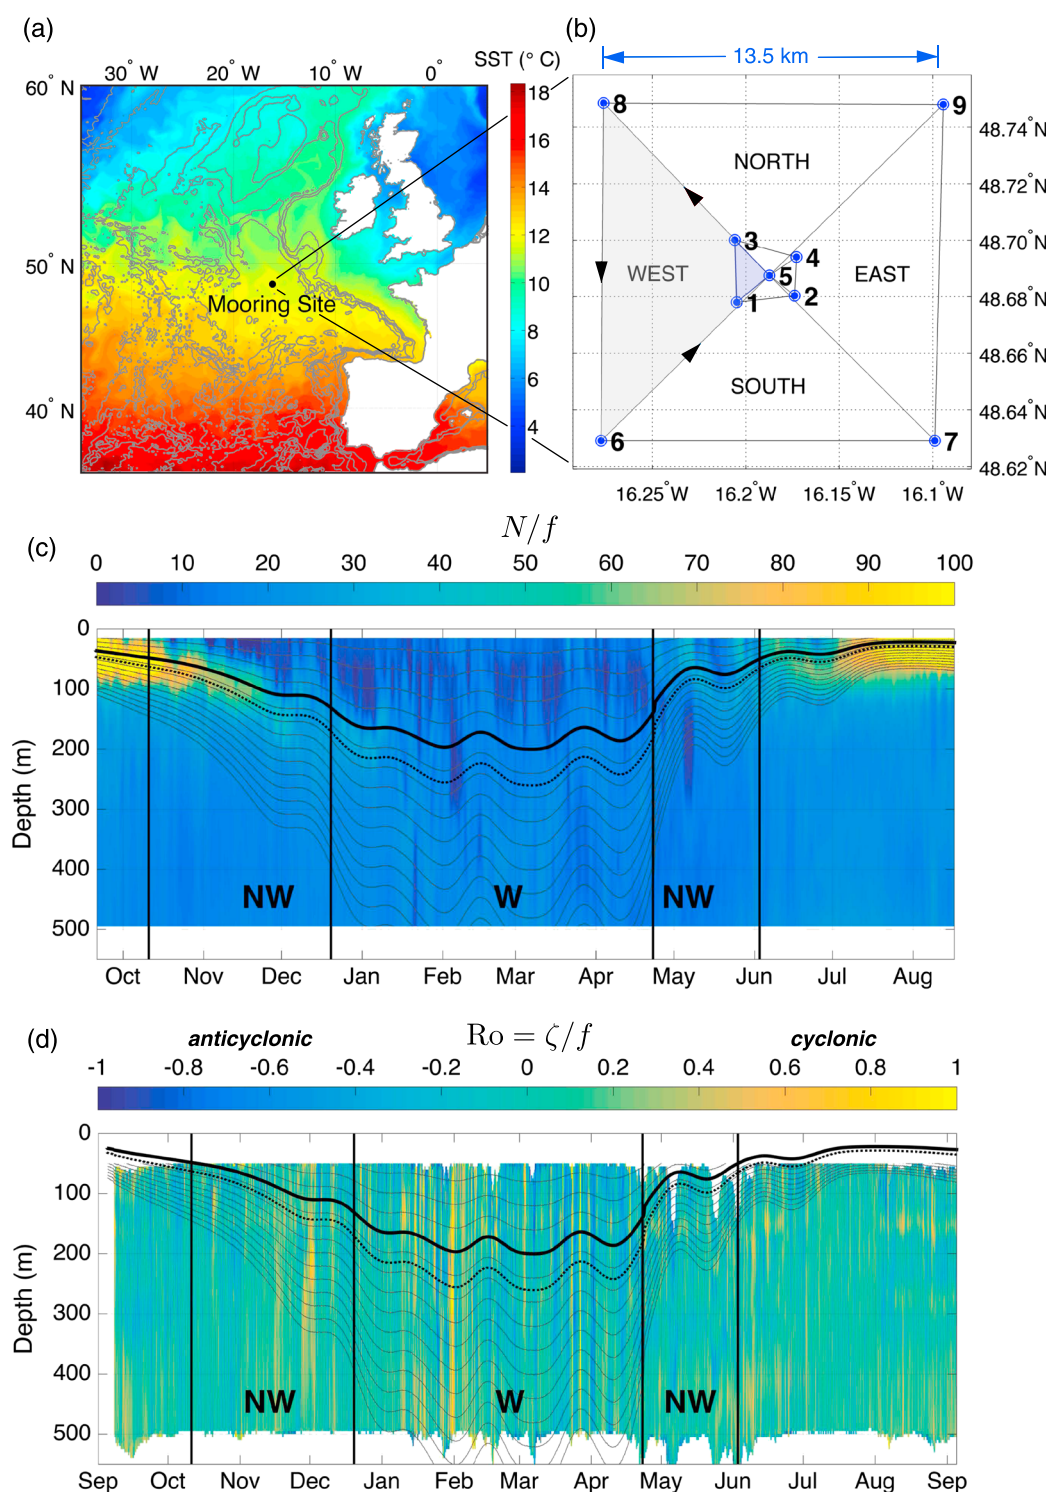 (a)
30° W 20° W 10° W 0° SST (° C)
60° N
50° N
40° N
Mooring Site
18
16
14
12
10
8
6
4
(b)
13.5 km
8 9
NORTH
3
4
WEST 5 EAST
1 2
SOUTH
6 7
48.74°N
48.72°N
48.70°N
48.68°N
48.66°N
48.64°N
48.62°N
16.25°W 16.2°W 16.15°W 16.1°W
(c)
N/f
0 10 20 30 40 50 60 70 80 90 100
Depth (m)
0
100
200
300
400
500
NW W NW
Oct Nov Dec Jan Feb Mar Apr May Jun Jul Aug
(d)
anticyclonic Ro = ζ/f cyclonic
-1 -0.8 -0.6 -0.4 -0.2 0 0.2 0.4 0.6 0.8 1
Depth (m)
0
100
200
300
400
500
NW W NW
Sep Oct Nov Dec Jan Feb Mar Apr May Jun Jul Aug Sep